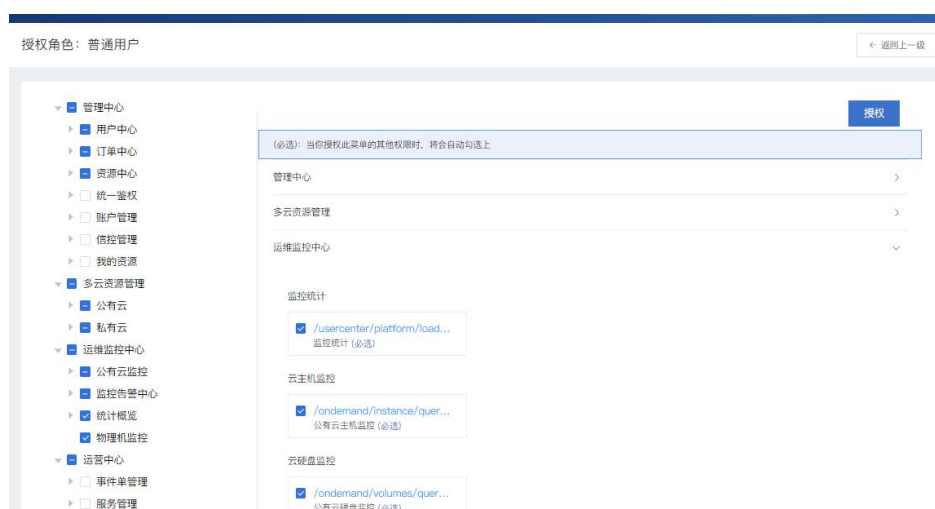 授权角色：普通用户
← 返回上一级
管理中心
用户中心
订单中心
资源中心
统一鉴权
账户管理
信控管理
我的资源
多云资源管理
公有云
私有云
运维监控中心
公有云监控
监控告警中心
统计概览
物理机监控
运营中心
事件单管理
服务管理
授权
(必选)：当你授权此菜单的其他权限时，将会自动勾选上
管理中心
多云资源管理
运维监控中心
监控统计
/usercenter/platform/load...
监控统计 (必选)
云主机监控
/ondemand/instance/quer...
公有云主机监控 (必选)
云硬盘监控
/ondemand/volumes/quer...
公有云硬盘监控 (必选)